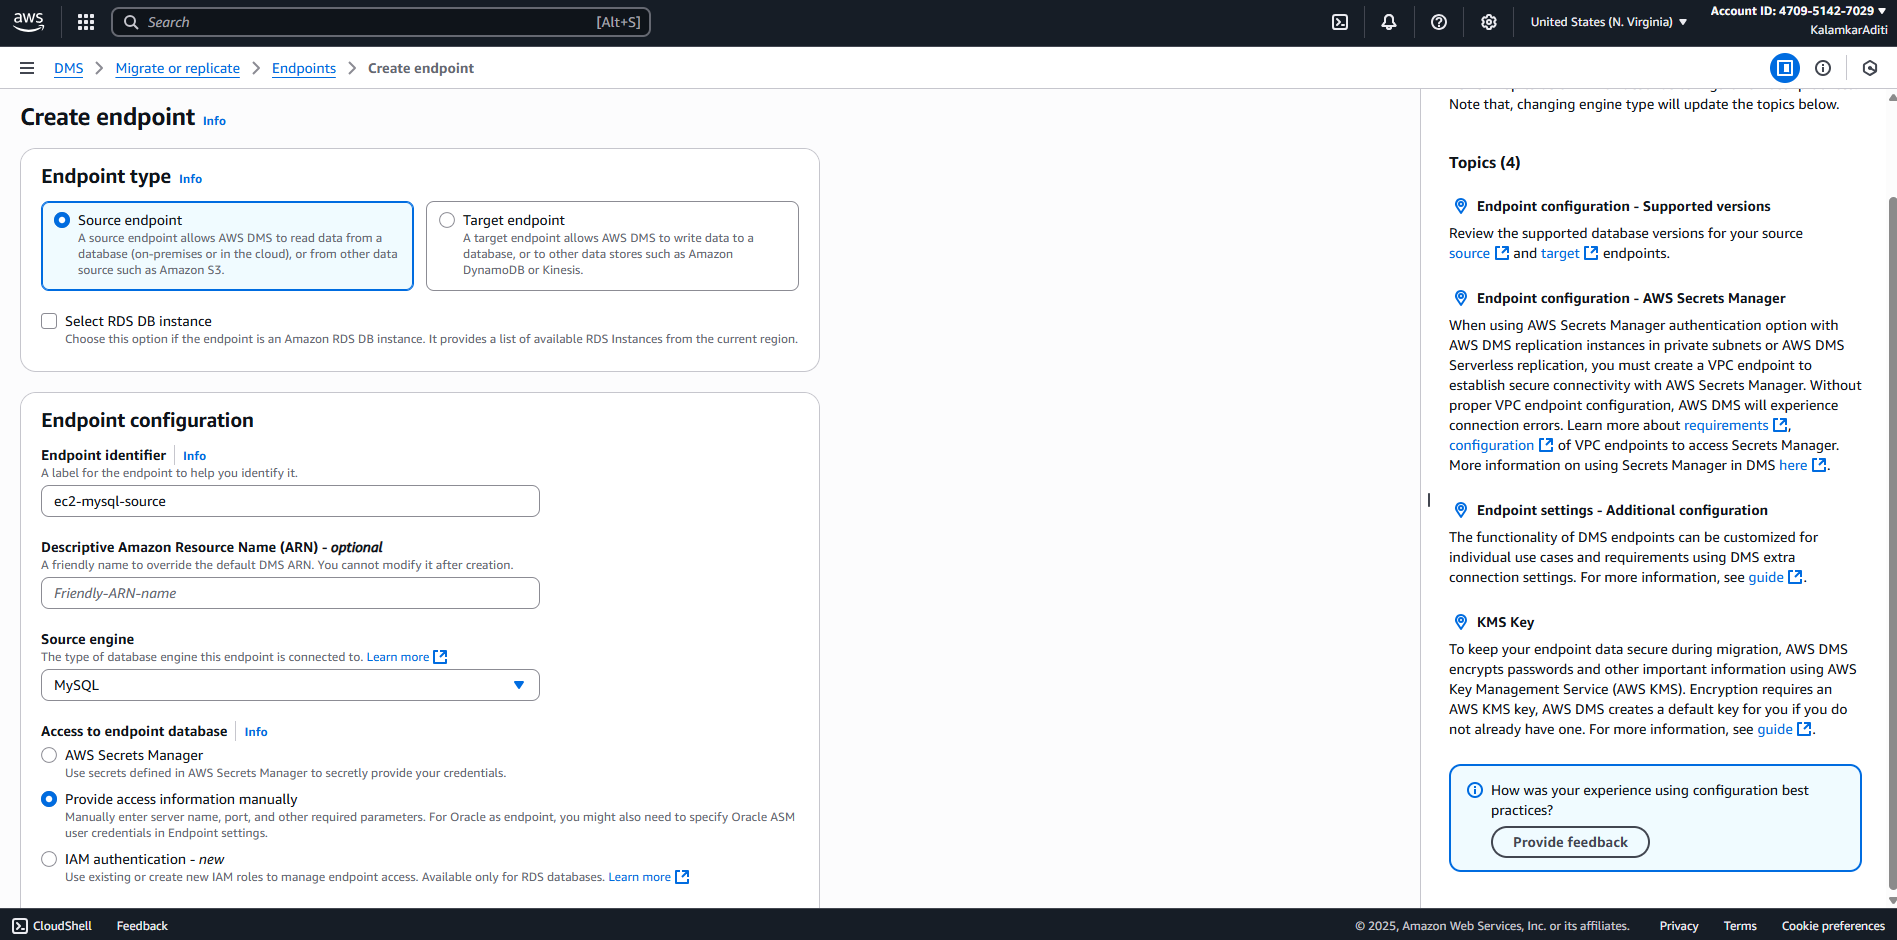 aws
Search
[Alt+S]
United States (N. Virginia)
Account ID: 4709-5142-7029
KalamkarAditi
DMS
Migrate or replicate
Endpoints
Create endpoint
Create endpoint Info
Endpoint type Info
Source endpoint
A source endpoint allows AWS DMS to read data from a
database (on-premises or in the cloud), or from other data
source such as Amazon S3.
Target endpoint
A target endpoint allows AWS DMS to write data to a
database, or to other data stores such as Amazon
DynamoDB or Kinesis.
Select RDS DB instance
Choose this option if the endpoint is an Amazon RDS DB instance. It provides a list of available RDS Instances from the current region.
Endpoint configuration
Endpoint identifier Info
A label for the endpoint to help you identify it.
ec2-mysql-source
Descriptive Amazon Resource Name (ARN) - optional
A friendly name to override the default DMS ARN. You cannot modify it after creation.
Friendly-ARN-name
Source engine
The type of database engine this endpoint is connected to. Learn more
MySQL
Access to endpoint database Info
AWS Secrets Manager
Use secrets defined in AWS Secrets Manager to secretly provide your credentials.
Provide access information manually
Manually enter server name, port, and other required parameters. For Oracle as endpoint, you might also need to specify Oracle ASM
user credentials in Endpoint settings.
IAM authentication - new
Use existing or create new IAM roles to manage endpoint access. Available only for RDS databases. Learn more
Note that, changing engine type will update the topics below.
Topics (4)
Endpoint configuration - Supported versions
Review the supported database versions for your source
source and target endpoints.
Endpoint configuration - AWS Secrets Manager
When using AWS Secrets Manager authentication option with
AWS DMS replication instances in private subnets or AWS DMS
Serverless replication, you must create a VPC endpoint to
establish secure connectivity with AWS Secrets Manager. Without
proper VPC endpoint configuration, AWS DMS will experience
connection errors. Learn more about requirements,
configuration of VPC endpoints to access Secrets Manager.
More information on using Secrets Manager in DMS here.
Endpoint settings - Additional configuration
The functionality of DMS endpoints can be customized for
individual use cases and requirements using DMS extra
connection settings. For more information, see guide.
KMS Key
To keep your endpoint data secure during migration, AWS DMS
encrypts passwords and other important information using AWS
Key Management Service (AWS KMS). Encryption requires an
AWS KMS key, AWS DMS creates a default key for you if you do
not already have one. For more information, see guide.
How was your experience using configuration best
practices?
Provide feedback
CloudShell
Feedback
© 2025, Amazon Web Services, Inc. or its affiliates.
Privacy
Terms
Cookie preferences